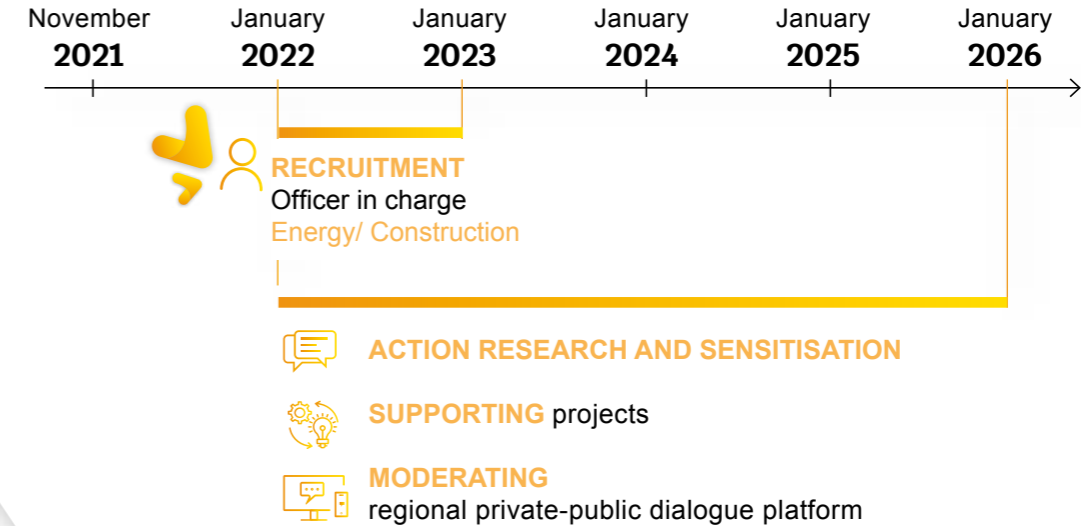 November January January January January January
2021 2022 2023 2024 2025 2026
RECRUITMENT
Officer in charge
Energy/ Construction
ACTION RESEARCH AND SENSITISATION
SUPPORTING projects
MODERATING
regional private-public dialogue platform